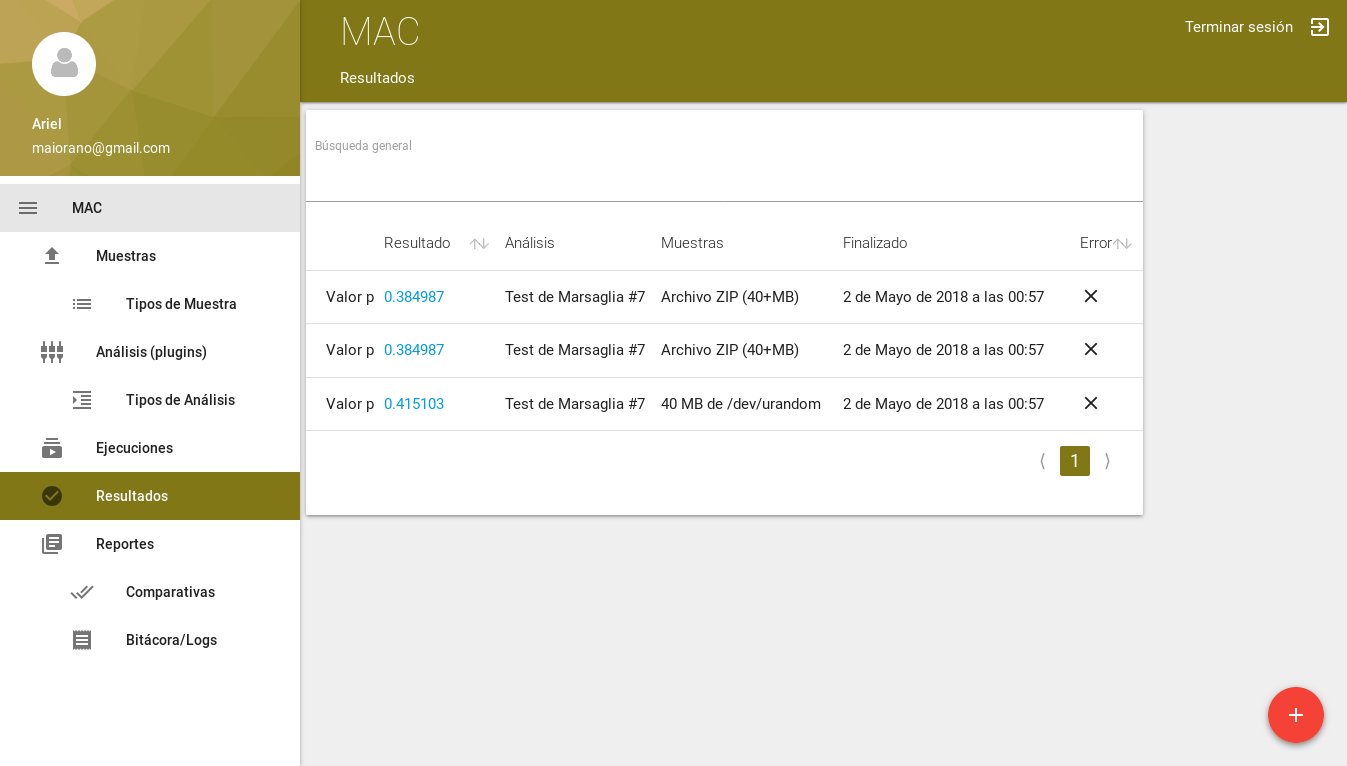 MAC
Terminar sesión
Resultados
Ariel
maiorano@gmail.com
MAC
Muestras
Tipos de Muestra
Análisis (plugins)
Tipos de Análisis
Ejecuciones
Resultados
Reportes
Comparativas
Bitácora/Logs
Búsqueda general
Resultado Análisis Muestras Finalizado Error
Valor p 0.384987 Test de Marsaglia #7 Archivo ZIP (40+MB) 2 de Mayo de 2018 a las 00:57
Valor p 0.384987 Test de Marsaglia #7 Archivo ZIP (40+MB) 2 de Mayo de 2018 a las 00:57
Valor p 0.415103 Test de Marsaglia #7 40 MB de /dev/urandom 2 de Mayo de 2018 a las 00:57
⟨ 1 ⟩